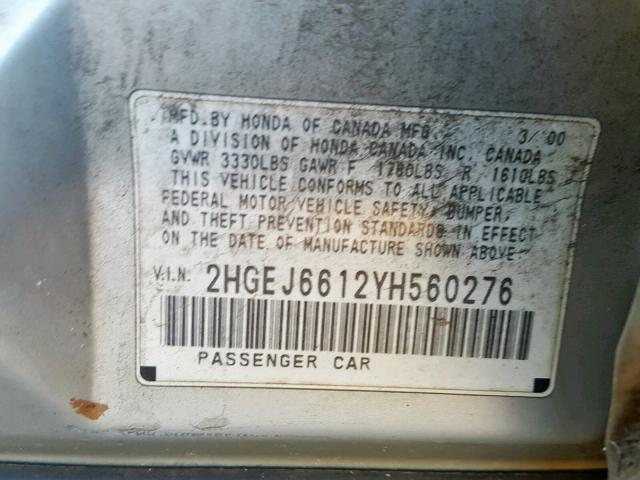 MFD. BY HONDA OF CANADA MFG. 3/ 00
A DIVISION OF HONDA CANADA INC. CANADA
GVWR 3330LBS GAWR F 1780LBS R 1610LBS
THIS VEHICLE CONFORMS TO ALL APPLICABLE
FEDERAL MOTOR VEHICLE SAFETY, BUMPER,
AND THEFT PREVENTION STANDARDS IN EFFECT
ON THE DATE OF MANUFACTURE SHOWN ABOVE.
V.I.N. 2HGEJ6612YH560276
PASSENGER CAR